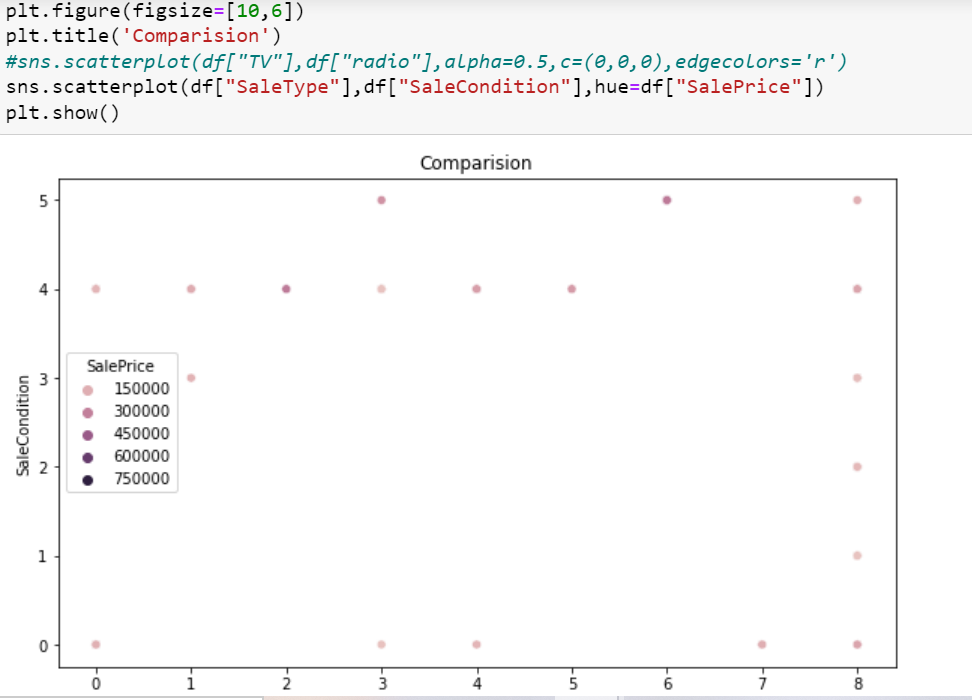 plt.figure(figsize=[10,6])
plt.title('Comparision')
#sns.scatterplot(df["TV"],df["radio"],alpha=0.5,c=(0,0,0),edgecolors='r')
sns.scatterplot(df["SaleType"],df["SaleCondition"],hue=df["SalePrice"])
plt.show()
Comparision
5
4
3
2
1
0
SaleCondition
SalePrice
150000
300000
450000
600000
750000
0 1 2 3 4 5 6 7 8